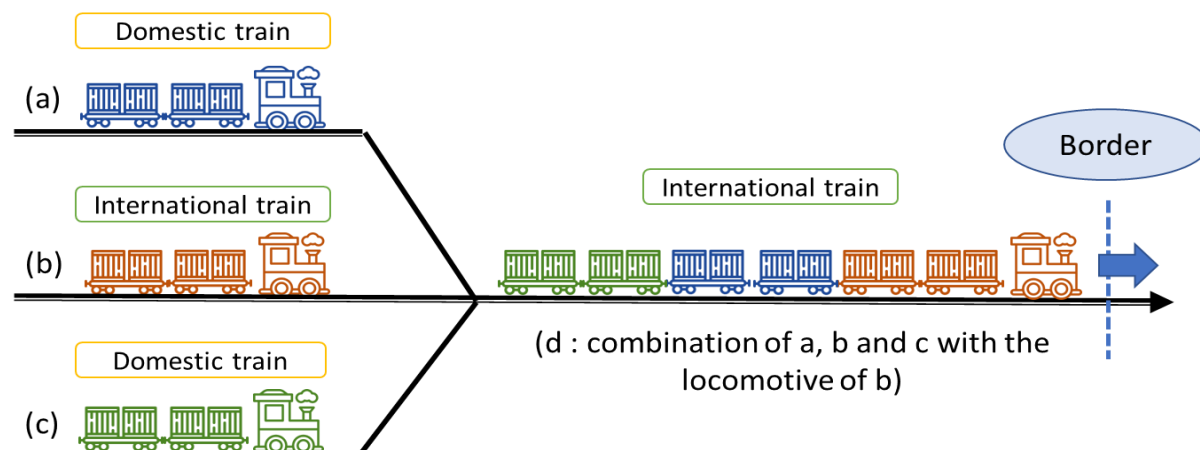 Domestic train
(a)
Border
International train
International train
(b)
(d : combination of a, b and c with the
locomotive of b)
Domestic train
(c)